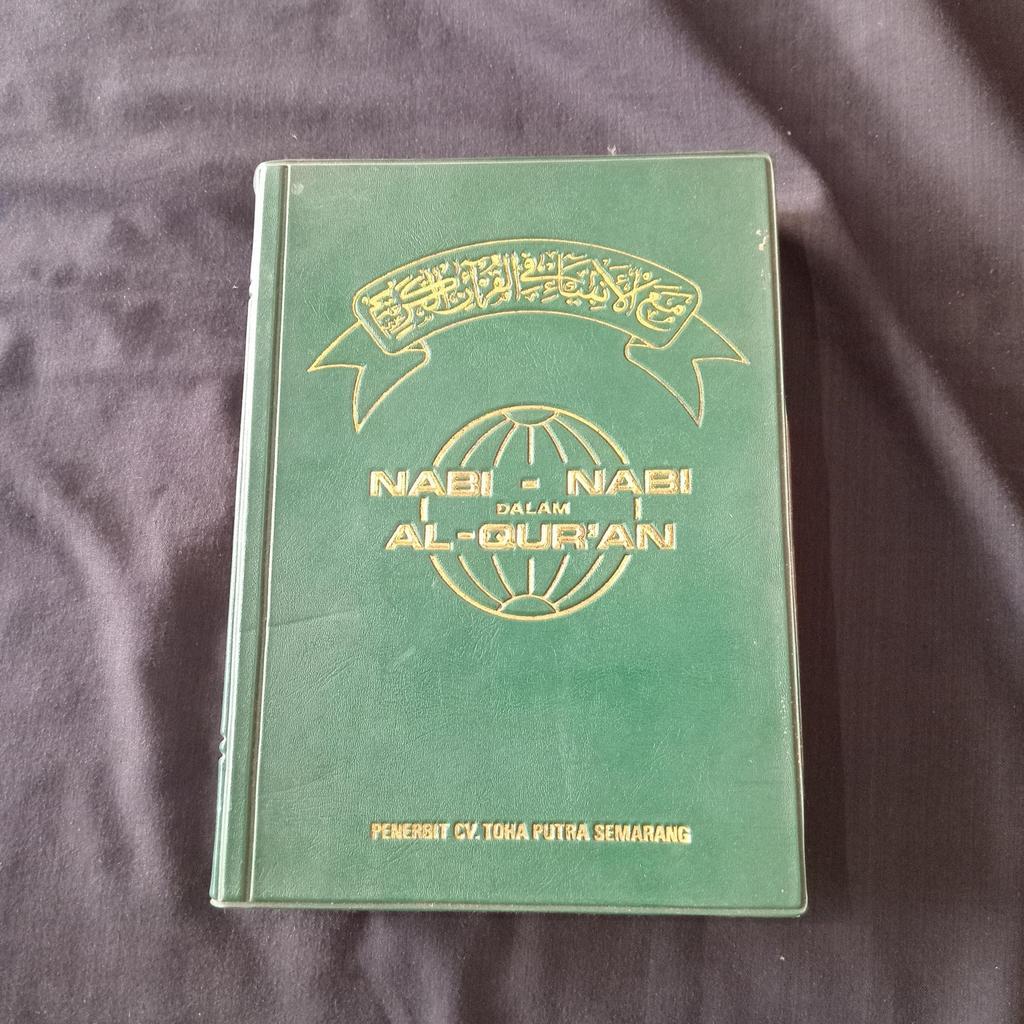 مع الأنبياء في القرآن الكريم
NABI - NABI
DALAM
AL-QUR'AN
PENERBIT CV. TOHA PUTRA SEMARANG